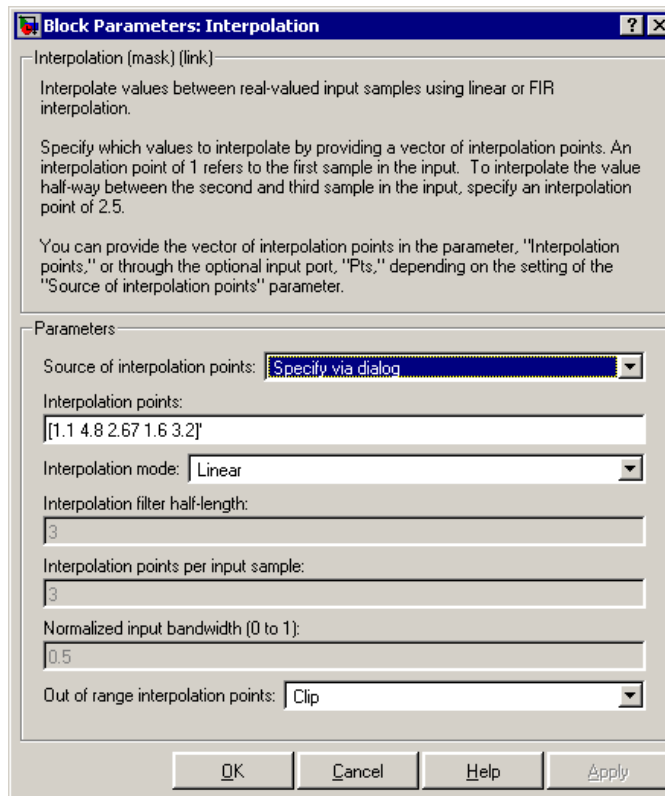 Block Parameters: Interpolation
Interpolation (mask) (link)
Interpolate values between real-valued input samples using linear or FIR
interpolation.
Specify which values to interpolate by providing a vector of interpolation points. An
interpolation point of 1 refers to the first sample in the input. To interpolate the value
half-way between the second and third sample in the input, specify an interpolation
point of 2.5.
You can provide the vector of interpolation points in the parameter, "Interpolation
points," or through the optional input port, "Pts," depending on the setting of the
"Source of interpolation points" parameter.
Parameters
Source of interpolation points: Specify via dialog
Interpolation points:
[1.1 4.8 2.67 1.6 3.2]'
Interpolation mode: Linear
Interpolation filter half-length:
3
Interpolation points per input sample:
3
Normalized input bandwidth (0 to 1):
0.5
Out of range interpolation points: Clip
OK Cancel Help Apply